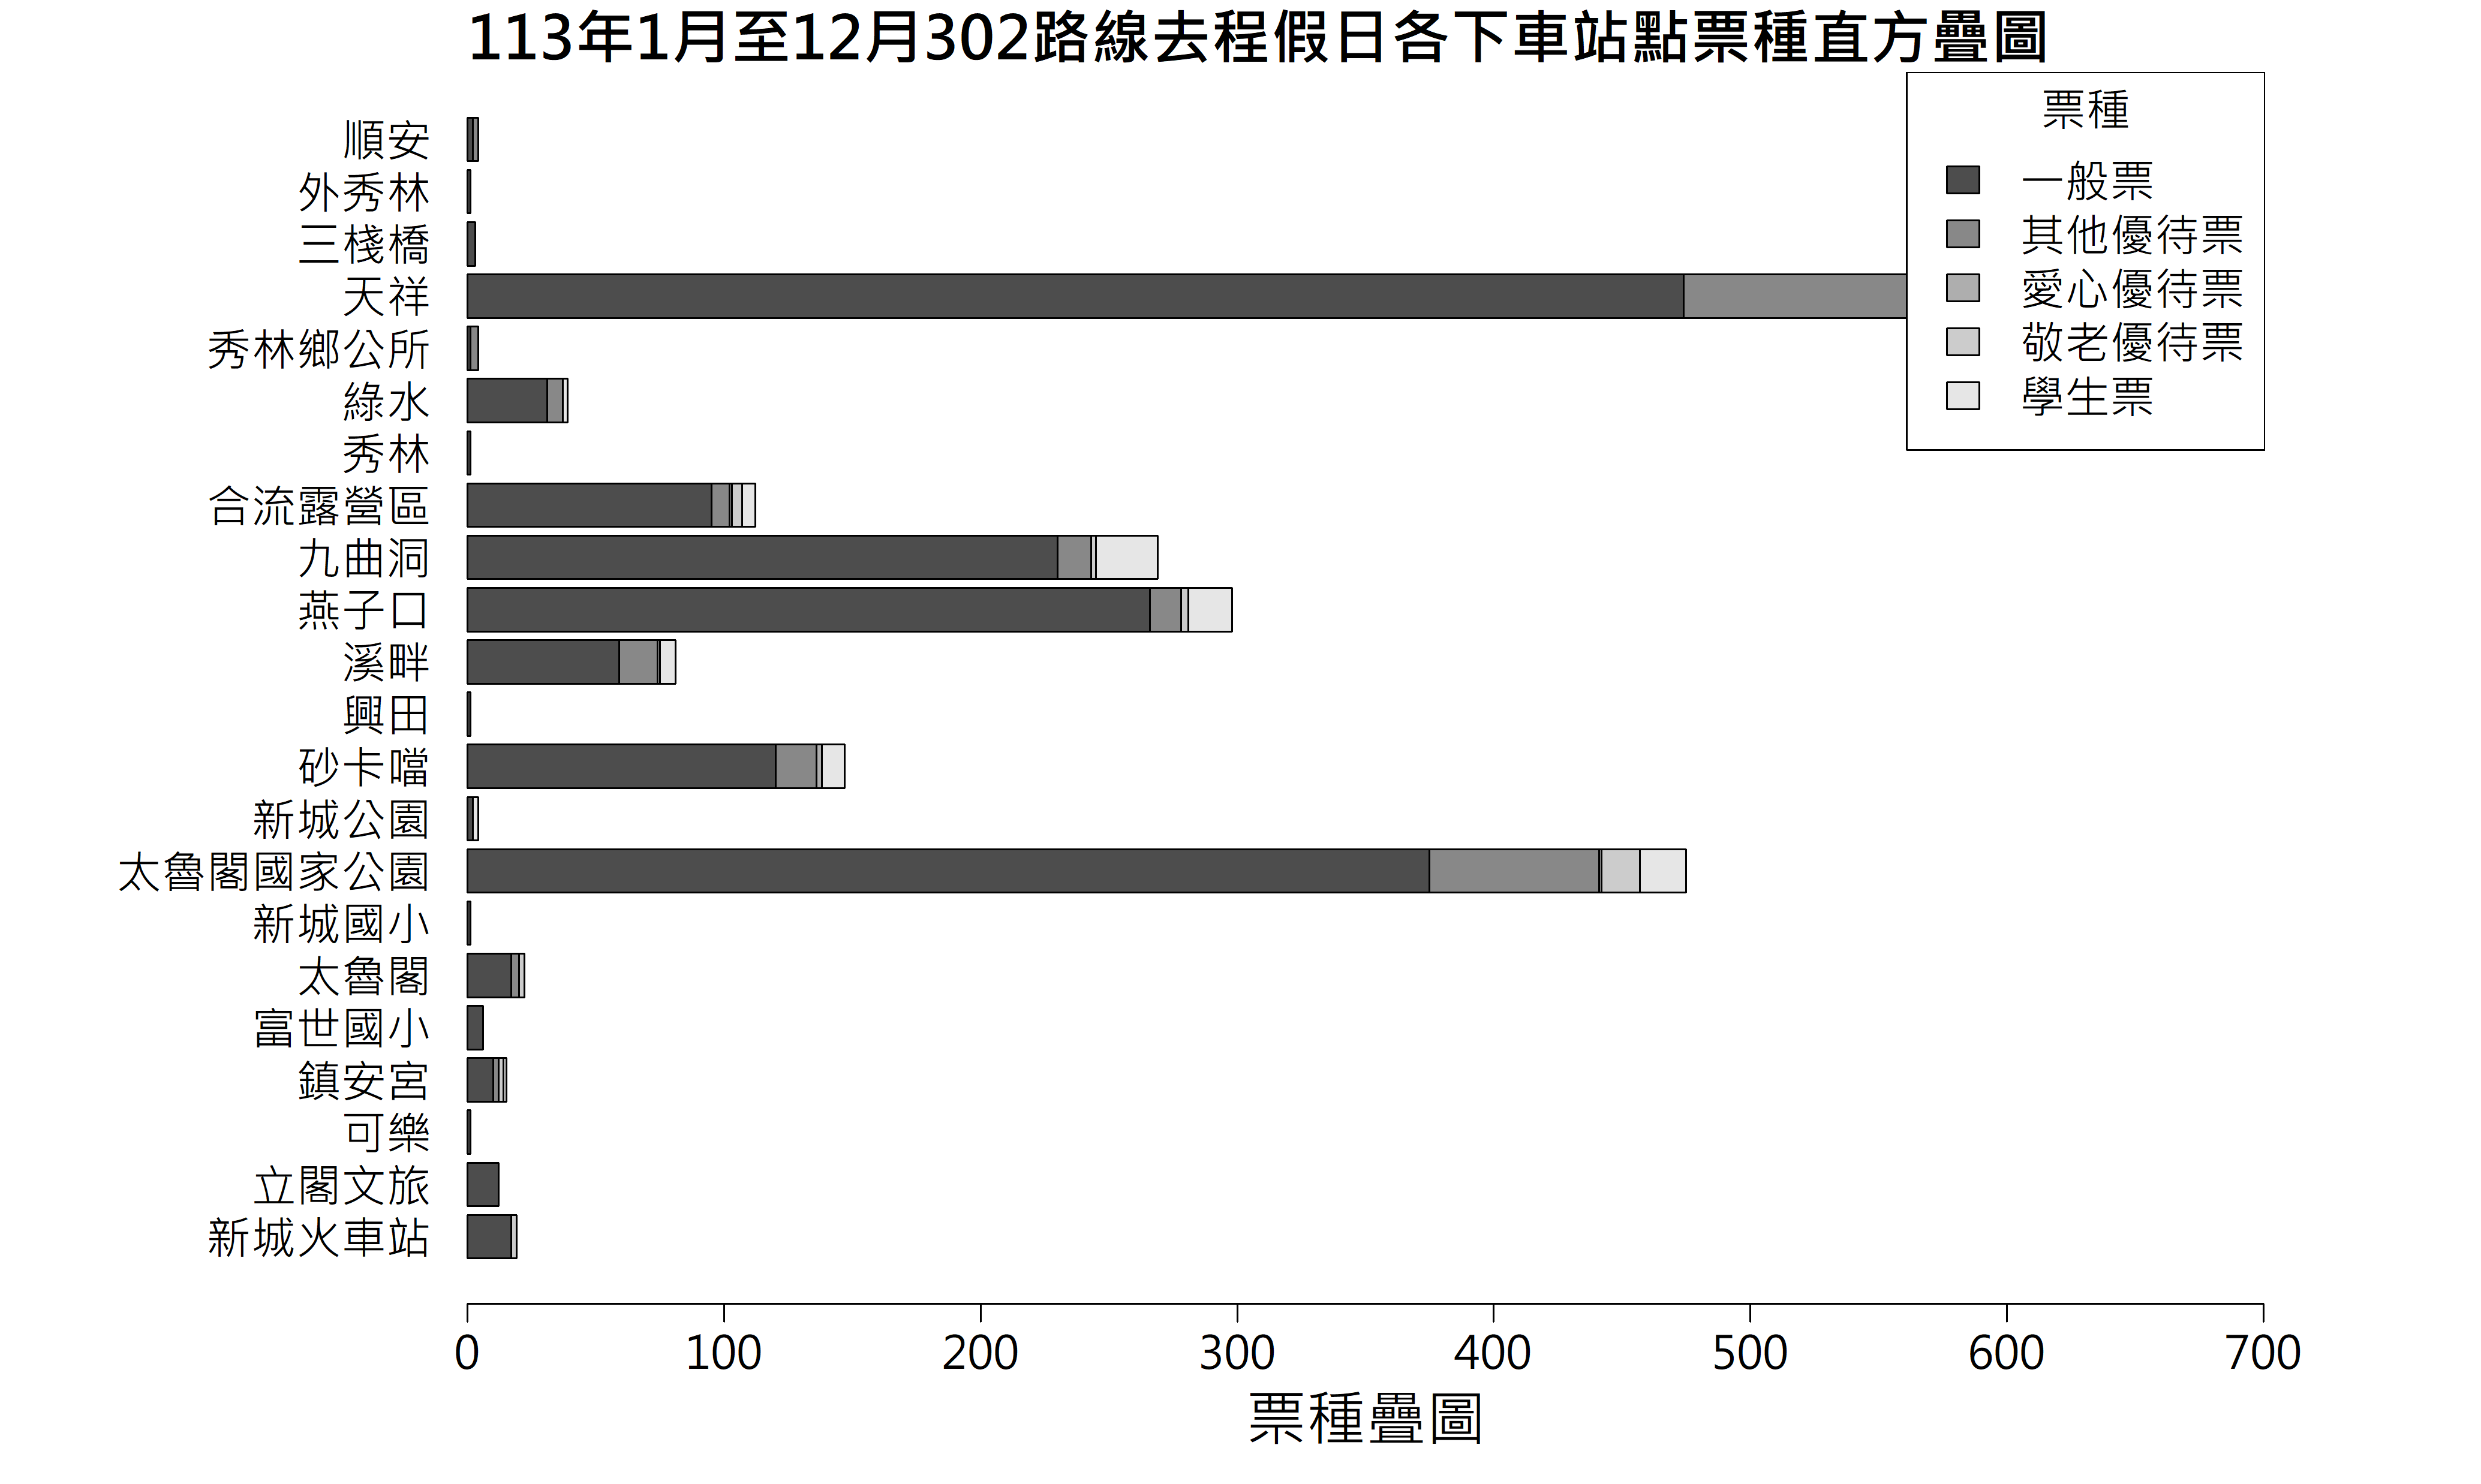 113年1月至12月302路線去程假日各下車站點票種直方疊圖
票種
一般票
其他優待票
愛心優待票
敬老優待票
學生票
順安
外秀林
三棧橋
天祥
秀林鄉公所
綠水
秀林
合流露營區
九曲洞
燕子口
溪畔
興田
砂卡噹
新城公園
太魯閣國家公園
新城國小
太魯閣
富世國小
鎮安宮
可樂
立閣文旅
新城火車站
0 100 200 300 400 500 600 700
票種疊圖